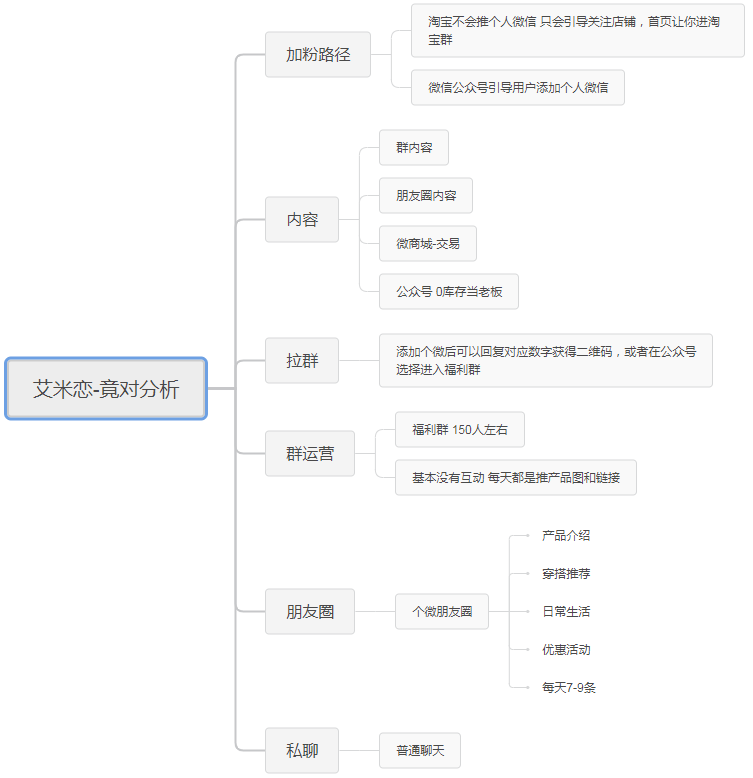 加粉路径
淘宝不会推个人微信 只会引导关注店铺，首页让你进淘
宝群
微信公众号引导用户添加个人微信
内容
群内容
朋友圈内容
微商城-交易
公众号 0库存当老板
艾米恋-竟对分析
拉群
添加个微后可以回复对应数字获得二维码，或者在公众号
选择进入福利群
群运营
福利群 150人左右
基本没有互动 每天都是推产品图和链接
朋友圈
个微朋友圈
产品介绍
穿搭推荐
日常生活
优惠活动
每天7-9条
私聊
普通聊天